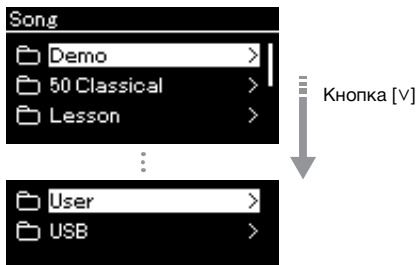 Song
Demo >
50 Classical >
Lesson >
Кнопка [∨]
User >
USB >